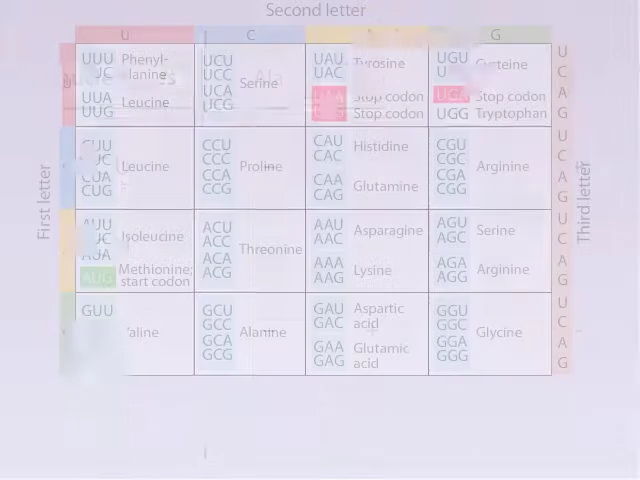 Second letter
U C G
UUU Phenyl-
lanine
UUA Leucine
UUG
UCU
UCC Serine
UCA
UCG
UAU Tyrosine
UAC
Stop codon
Stop codon
UGU
U
Stop codon
UGG Tryptophan
U
C
A
G
Leucine
CUA
CUG
CCU
CCC Proline
CCA
CCG
CAU Histidine
CAC
CAA Glutamine
CAG
CGU
CGC Arginine
CGA
CGG
U
C
A
G
First letter
Third letter
AUU
Isoleucine
AUA
AUG Methionine;
start codon
ACU
ACC Threonine
ACA
ACG
AAU Asparagine
AAC
AAA Lysine
AAG
AGU Serine
AGC
AGA Arginine
AGG
U
C
A
G
GUU
GCU
GCC Alanine
GCA
GCG
GAU Aspartic
GAC acid
GAA Glutamic
GAG acid
GGU
GGC Glycine
GGA
GGG
U
C
A
G